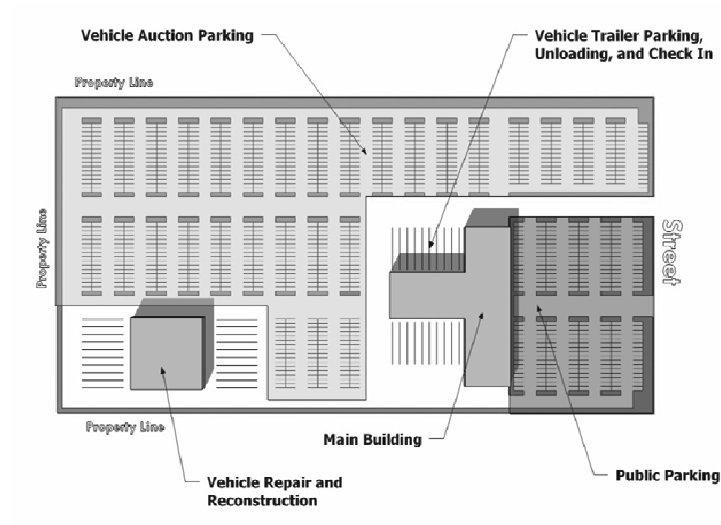 Vehicle Auction Parking
Vehicle Trailer Parking,
Unloading, and Check In
Property Line
Property Line
Street
Property Line
Main Building
Public Parking
Vehicle Repair and
Reconstruction